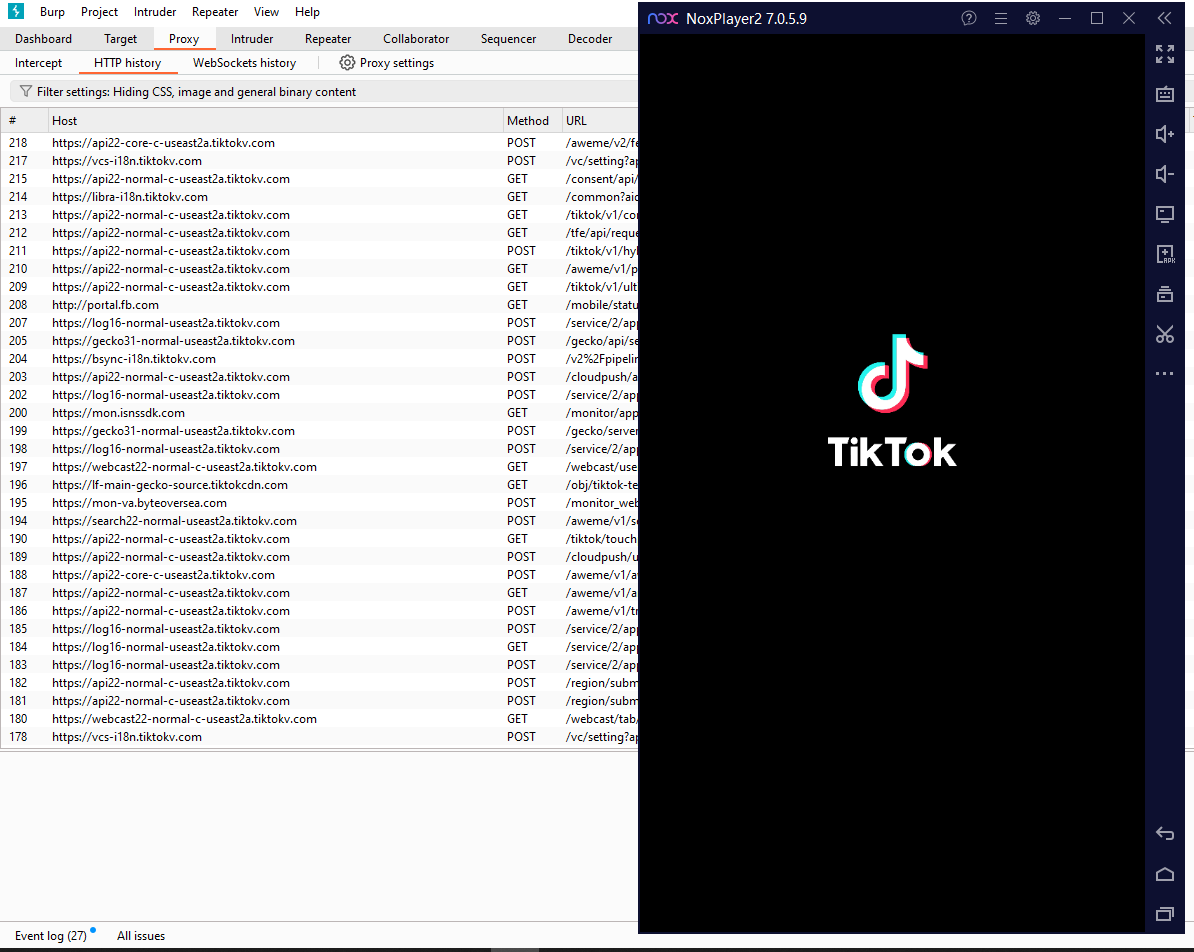 Burp Project Intruder Repeater View Help
Dashboard Target Proxy Intruder Repeater Collaborator Sequencer Decoder
Intercept HTTP history WebSockets history Proxy settings
Filter settings: Hiding CSS, image and general binary content
# Host Method URL
218 https://api22-core-c-useast2a.tiktokv.com POST /aweme/v2/fe
217 https://vcs-i18n.tiktokv.com POST /vc/setting?ap
215 https://api22-normal-c-useast2a.tiktokv.com GET /consent/api/
214 https://libra-i18n.tiktokv.com GET /common?aid
213 https://api22-normal-c-useast2a.tiktokv.com GET /tiktok/v1/co
212 https://api22-normal-c-useast2a.tiktokv.com GET /tfe/api/reque
211 https://api22-normal-c-useast2a.tiktokv.com POST /tiktok/v1/hy
210 https://api22-normal-c-useast2a.tiktokv.com GET /aweme/v1/p
209 https://api22-normal-c-useast2a.tiktokv.com GET /tiktok/v1/ult
208 http://portal.fb.com GET /mobile/statu
207 https://log16-normal-useast2a.tiktokv.com POST /service/2/app
205 https://gecko31-normal-useast2a.tiktokv.com POST /gecko/api/se
204 https://bsync-i18n.tiktokv.com POST /v2%2Fpipelin
203 https://api22-normal-c-useast2a.tiktokv.com POST /cloudpush/a
202 https://log16-normal-useast2a.tiktokv.com POST /service/2/app
200 https://mon.isnssdk.com GET /monitor/app
199 https://gecko31-normal-useast2a.tiktokv.com POST /gecko/server
198 https://log16-normal-useast2a.tiktokv.com POST /service/2/app
197 https://webcast22-normal-c-useast2a.tiktokv.com GET /webcast/use
196 https://lf-main-gecko-source.tiktokcdn.com GET /obj/tiktok-te
195 https://mon-va.byteoversea.com POST /monitor_web
194 https://search22-normal-useast2a.tiktokv.com POST /aweme/v1/se
190 https://api22-normal-c-useast2a.tiktokv.com GET /tiktok/touch
189 https://api22-normal-c-useast2a.tiktokv.com POST /cloudpush/u
188 https://api22-core-c-useast2a.tiktokv.com POST /aweme/v1/a
187 https://api22-normal-c-useast2a.tiktokv.com GET /aweme/v1/a
186 https://api22-normal-c-useast2a.tiktokv.com POST /aweme/v1/tr
185 https://log16-normal-useast2a.tiktokv.com POST /service/2/app
184 https://log16-normal-useast2a.tiktokv.com GET /service/2/app
183 https://log16-normal-useast2a.tiktokv.com POST /service/2/app
182 https://api22-normal-c-useast2a.tiktokv.com POST /region/subm
181 https://api22-normal-c-useast2a.tiktokv.com POST /region/subm
180 https://webcast22-normal-c-useast2a.tiktokv.com GET /webcast/tab/
178 https://vcs-i18n.tiktokv.com POST /vc/setting?ap
Event log (27) All issues
nox NoxPlayer2 7.0.5.9
TikTok
APK